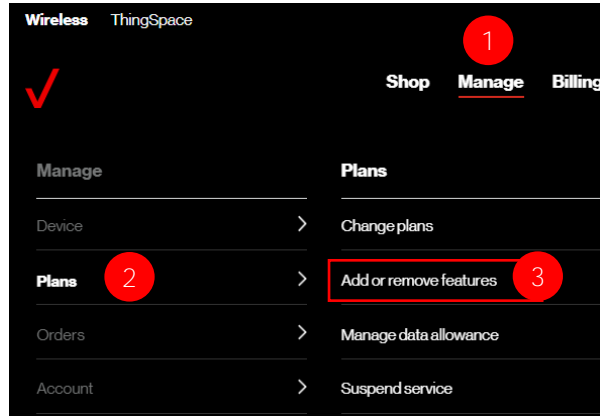 Wireless ThingSpace
1
Shop Manage Billing
Manage Plans
Device Change plans
Plans 2 Add or remove features 3
Orders Manage data allowance
Account Suspend service